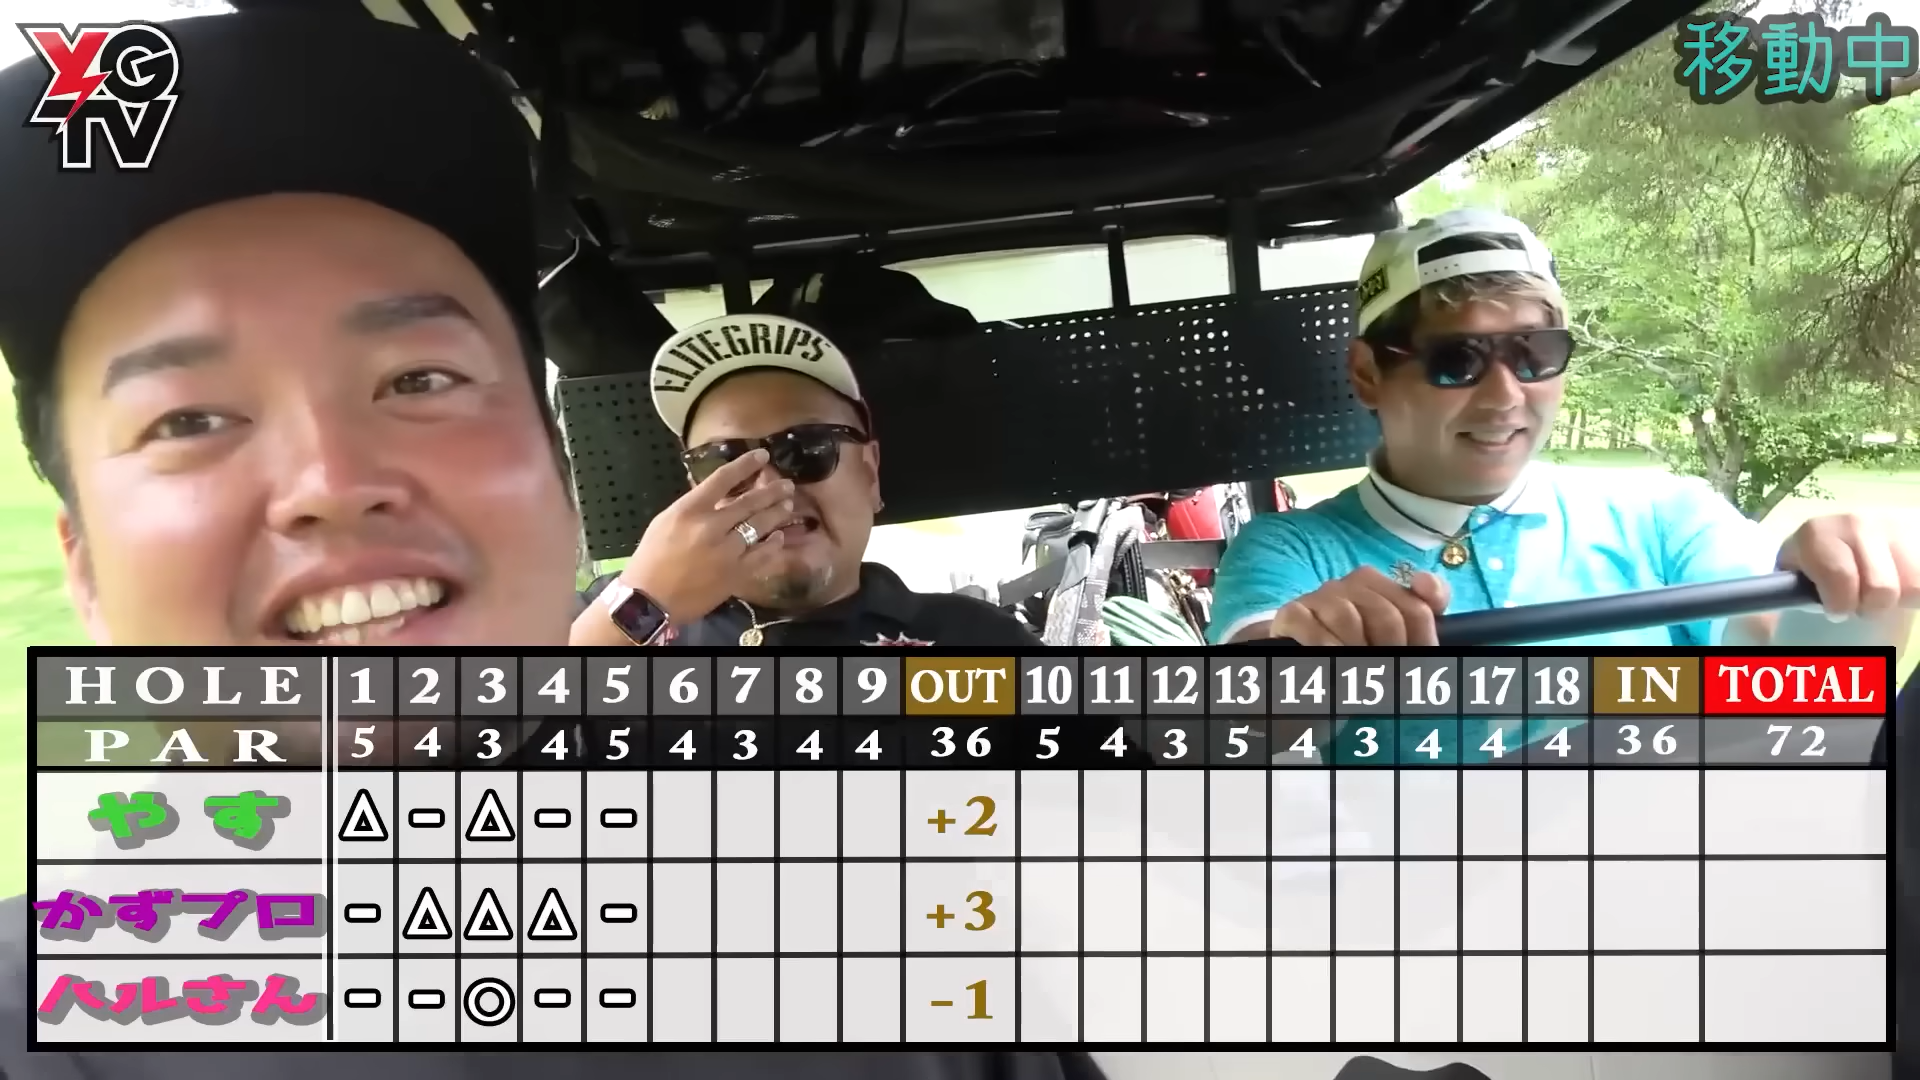 YG
TV
移動中
ELITEGRIPS
HOLE 1 2 3 4 5 6 7 8 9 OUT 10 11 12 13 14 15 16 17 18 IN TOTAL
PAR 5 4 3 4 5 4 3 4 4 36 5 4 3 5 4 3 4 4 4 36 72
やす △ - △ - - +2
かずプロ - △ △ △ - +3
ハルさん - - ◎ - - -1